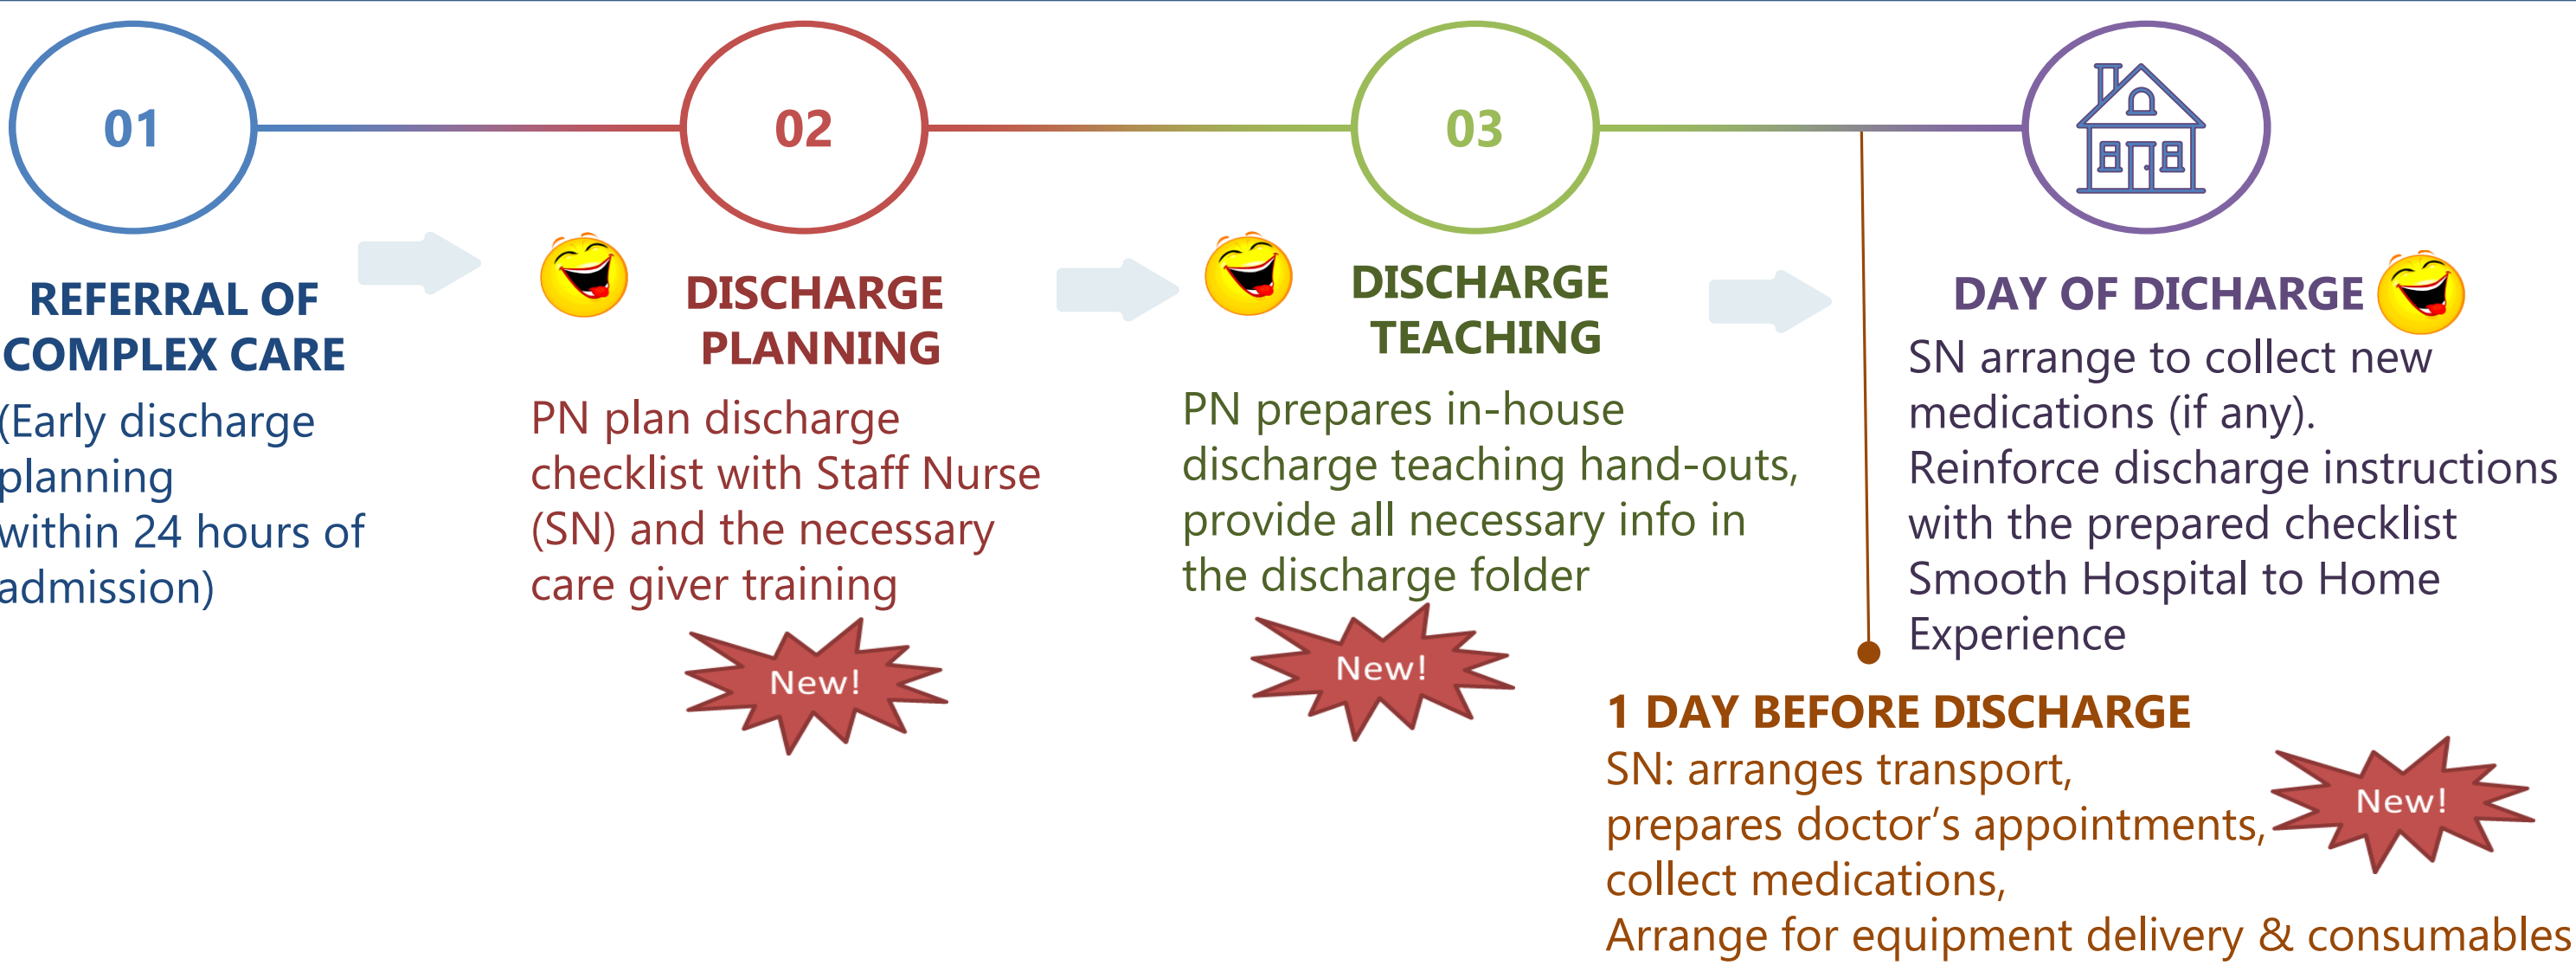 01
REFERRAL OF
COMPLEX CARE
(Early discharge
planning
within 24 hours of
admission)
02
DISCHARGE
PLANNING
PN plan discharge
checklist with Staff Nurse
(SN) and the necessary
care giver training
New!
03
DISCHARGE
TEACHING
PN prepares in-house
discharge teaching hand-outs,
provide all necessary info in
the discharge folder
New!
DAY OF DICHARGE
SN arrange to collect new
medications (if any).
Reinforce discharge instructions
with the prepared checklist
Smooth Hospital to Home
Experience
1 DAY BEFORE DISCHARGE
SN: arranges transport,
prepares doctor’s appointments,
collect medications,
Arrange for equipment delivery & consumables
New!